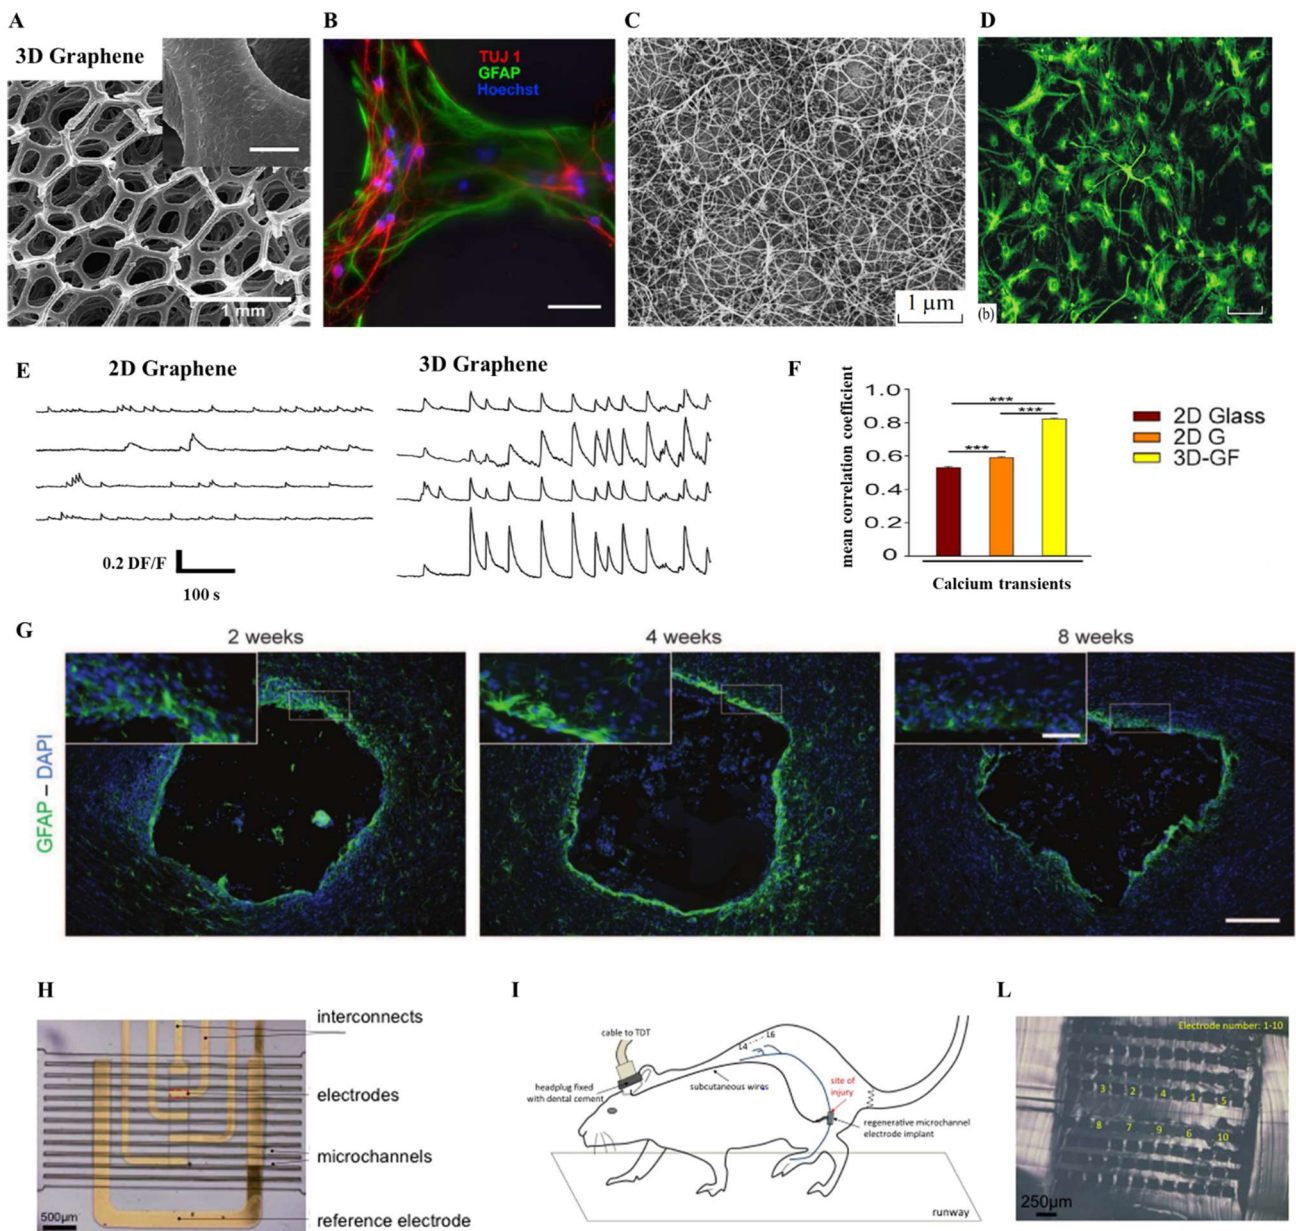 A
3D Graphene
1 mm
B
TUJ 1
GFAP
Hoechst
C
1 µm
D
(b)
E
2D Graphene
3D Graphene
0.2 DF/F
100 s
F
mean correlation coefficient
1.0
0.8
0.6
0.4
0.2
0
***
***
***
Calcium transients
2D Glass
2D G
3D-GF
G
2 weeks
4 weeks
8 weeks
GFAP – DAPI
H
interconnects
electrodes
microchannels
reference electrode
500µm
I
cable to TDT
headplug fixed
with dental cement
L4
L6
subcutaneous wires
site of
injury
regenerative microchannel
electrode implant
runway
L
Electrode number: 1-10
3 2 4 1 5
8 7 9 6 10
250µm